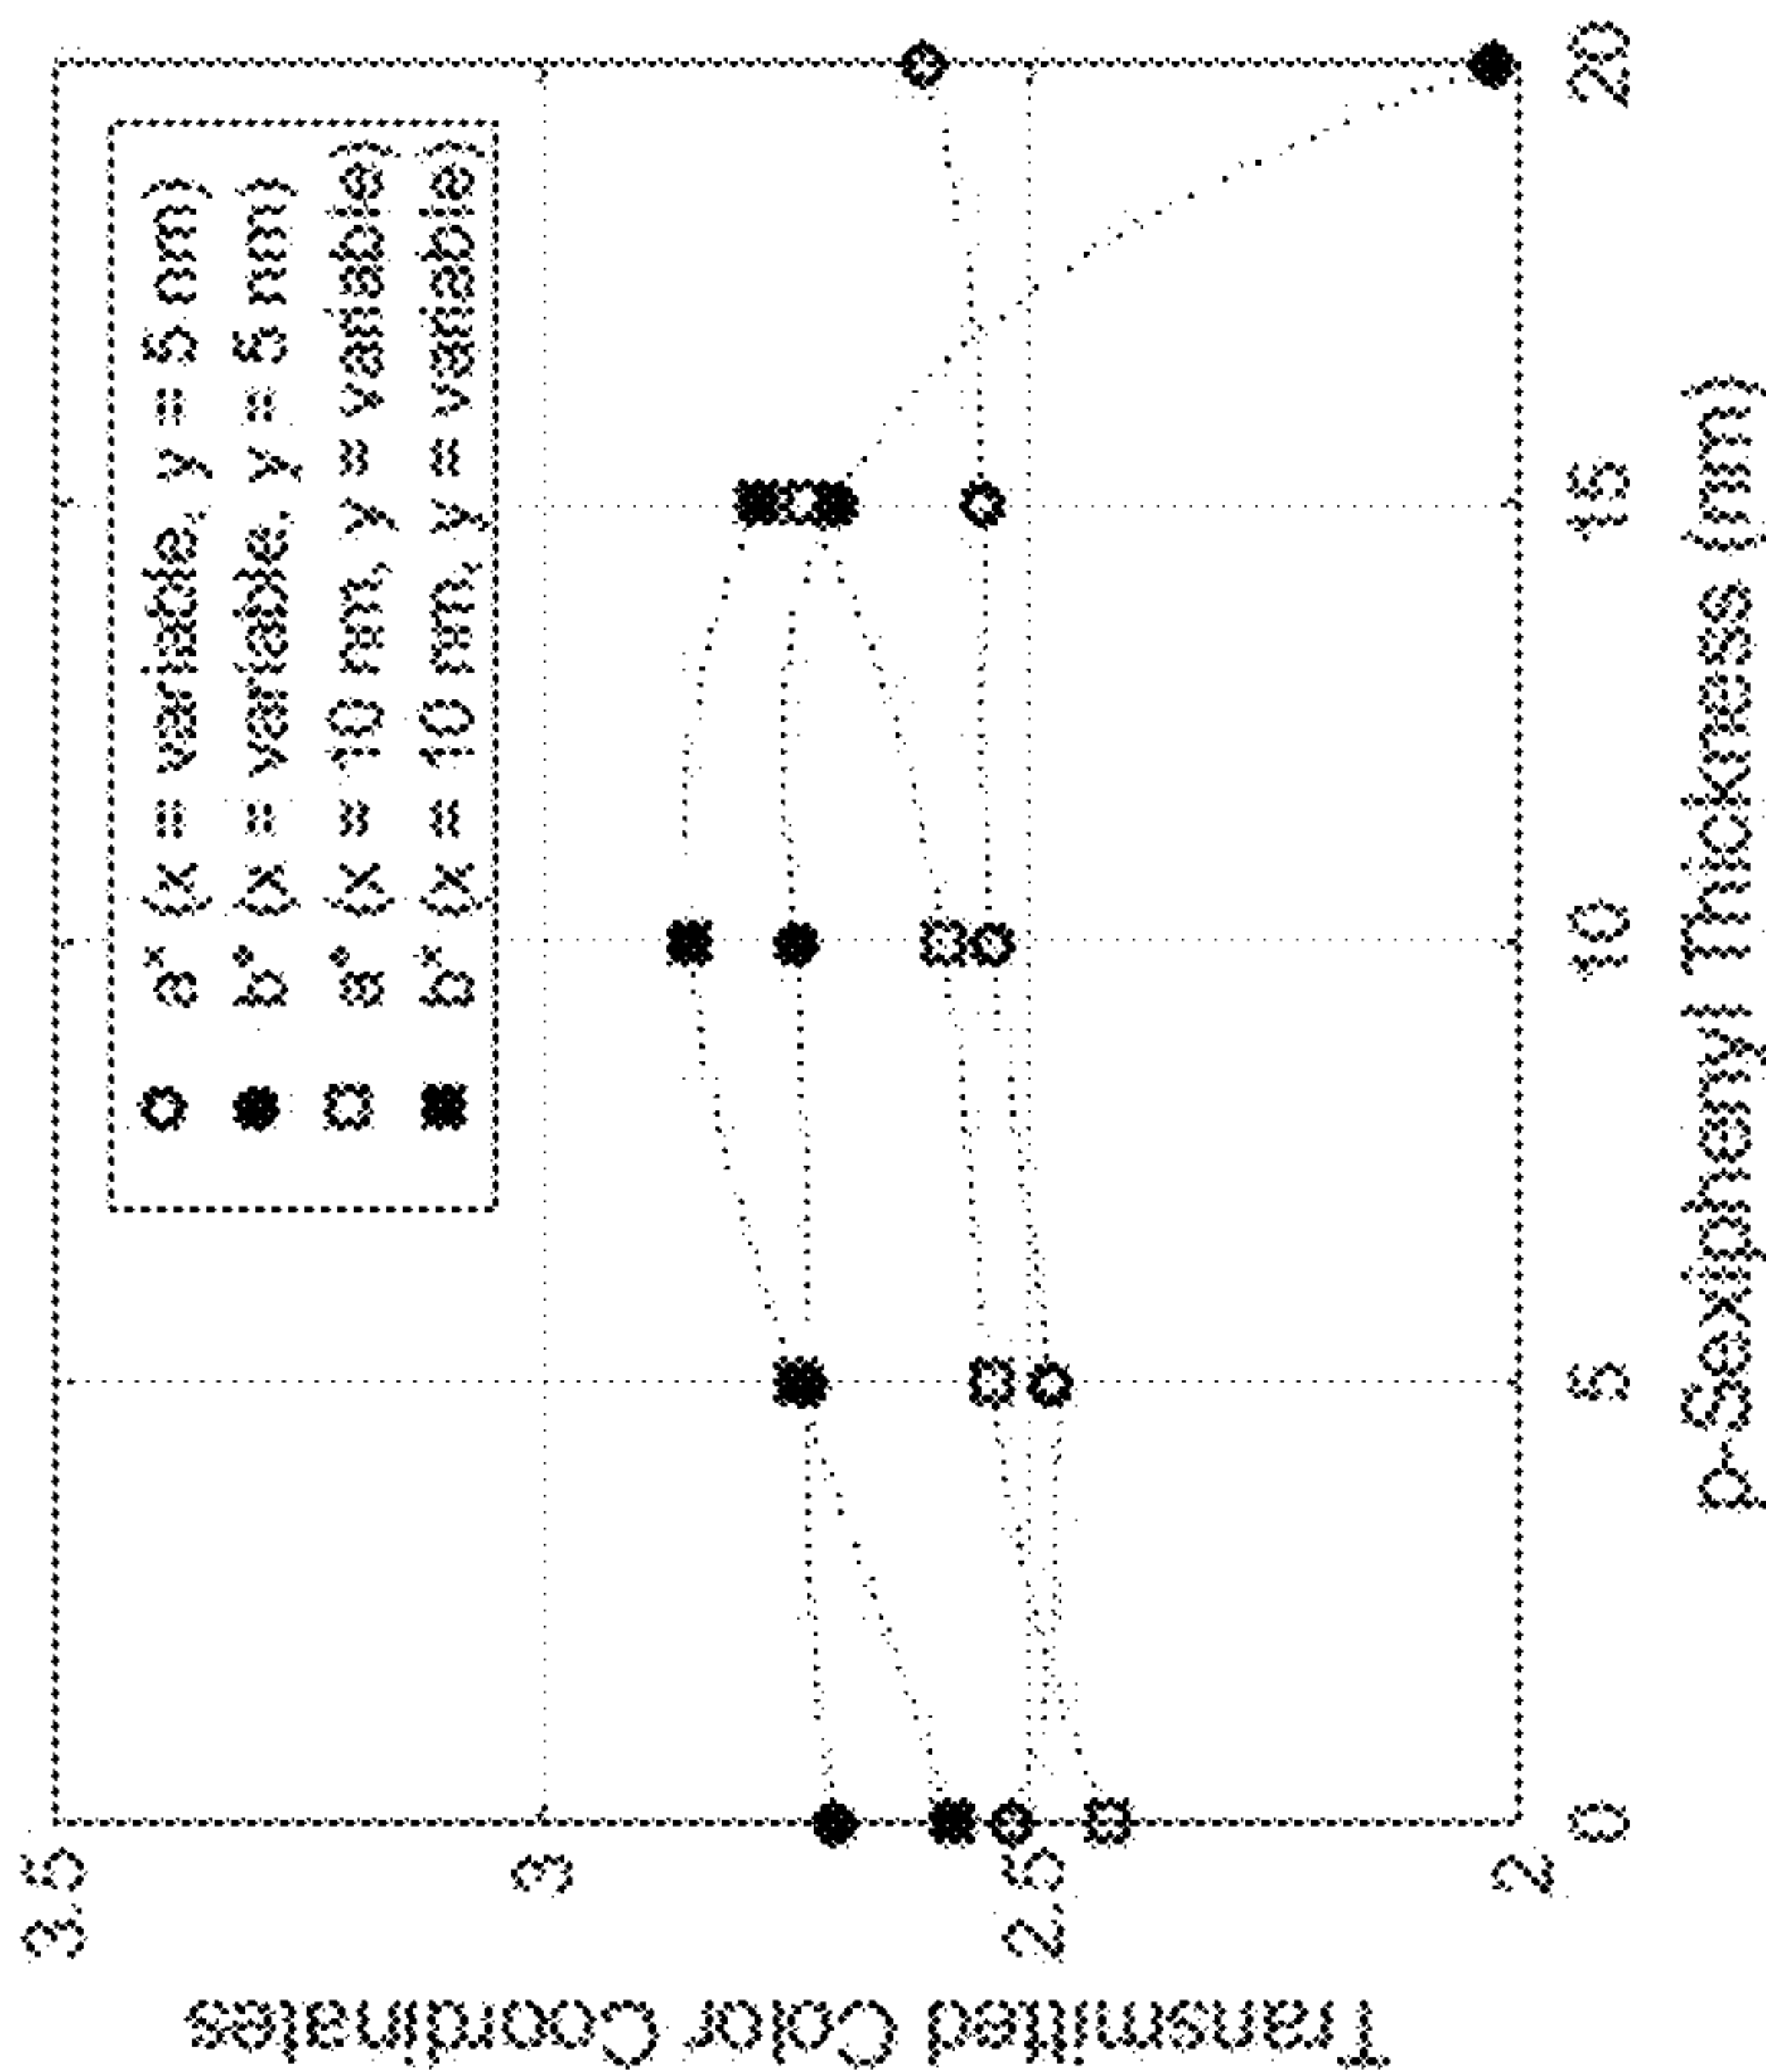 Transmitted Color Coordinates
3.5
3
2.5
2
a* (x = variable, y = 5 nm)
b* (x = variable, y = 5 nm)
a* (x = 10 nm, y = variable)
b* (x = 10 nm, y = variable)
0 5 10 15 20
p-Sexiphenyl Thickness (nm)